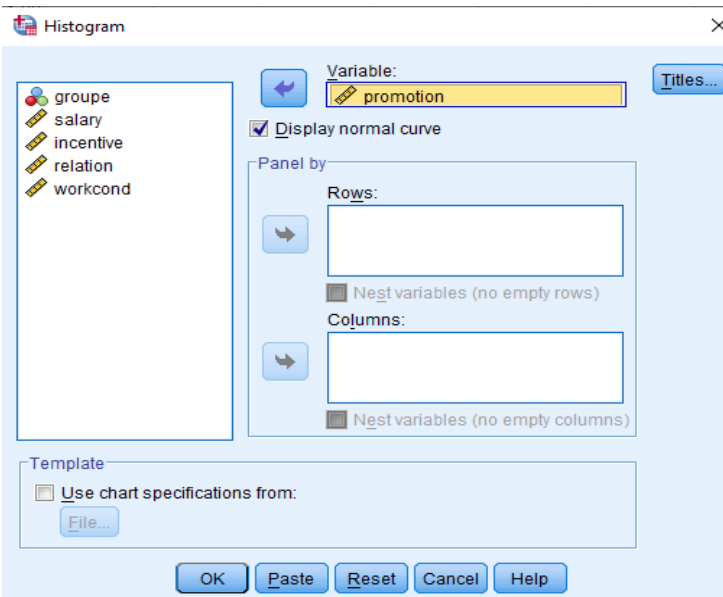 Histogram
Variable:
Titles...
promotion
groupe
salary
incentive
relation
workcond
Display normal curve
Panel by
Rows:
Nest variables (no empty rows)
Columns:
Nest variables (no empty columns)
Template
Use chart specifications from:
File...
OK Paste Reset Cancel Help